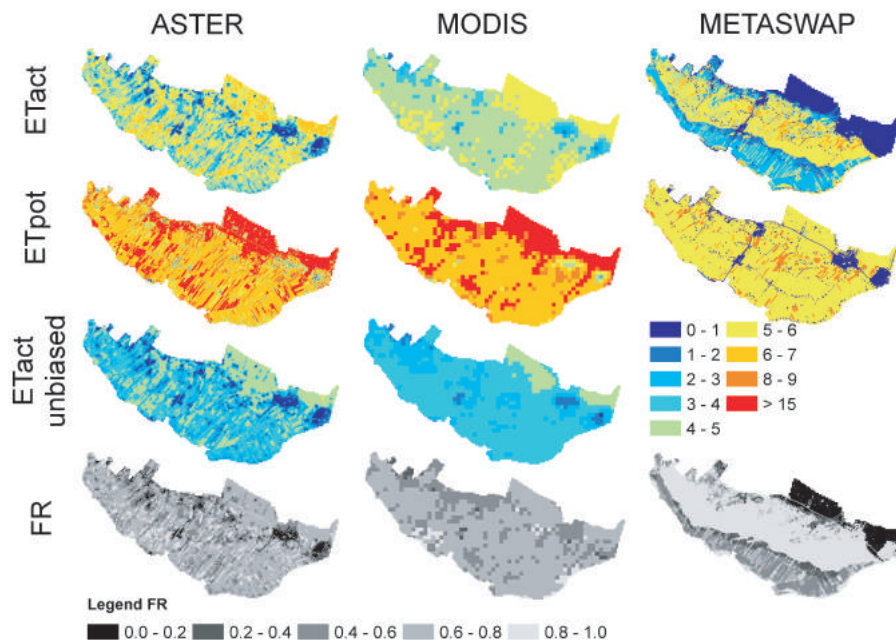 ASTER MODIS METASWAP
ETact
ETpot
ETact
unbiased
FR
0 - 1 5 - 6
1 - 2 6 - 7
2 - 3 8 - 9
3 - 4 > 15
4 - 5
Legend FR
0.0 - 0.2 0.2 - 0.4 0.4 - 0.6 0.6 - 0.8 0.8 - 1.0